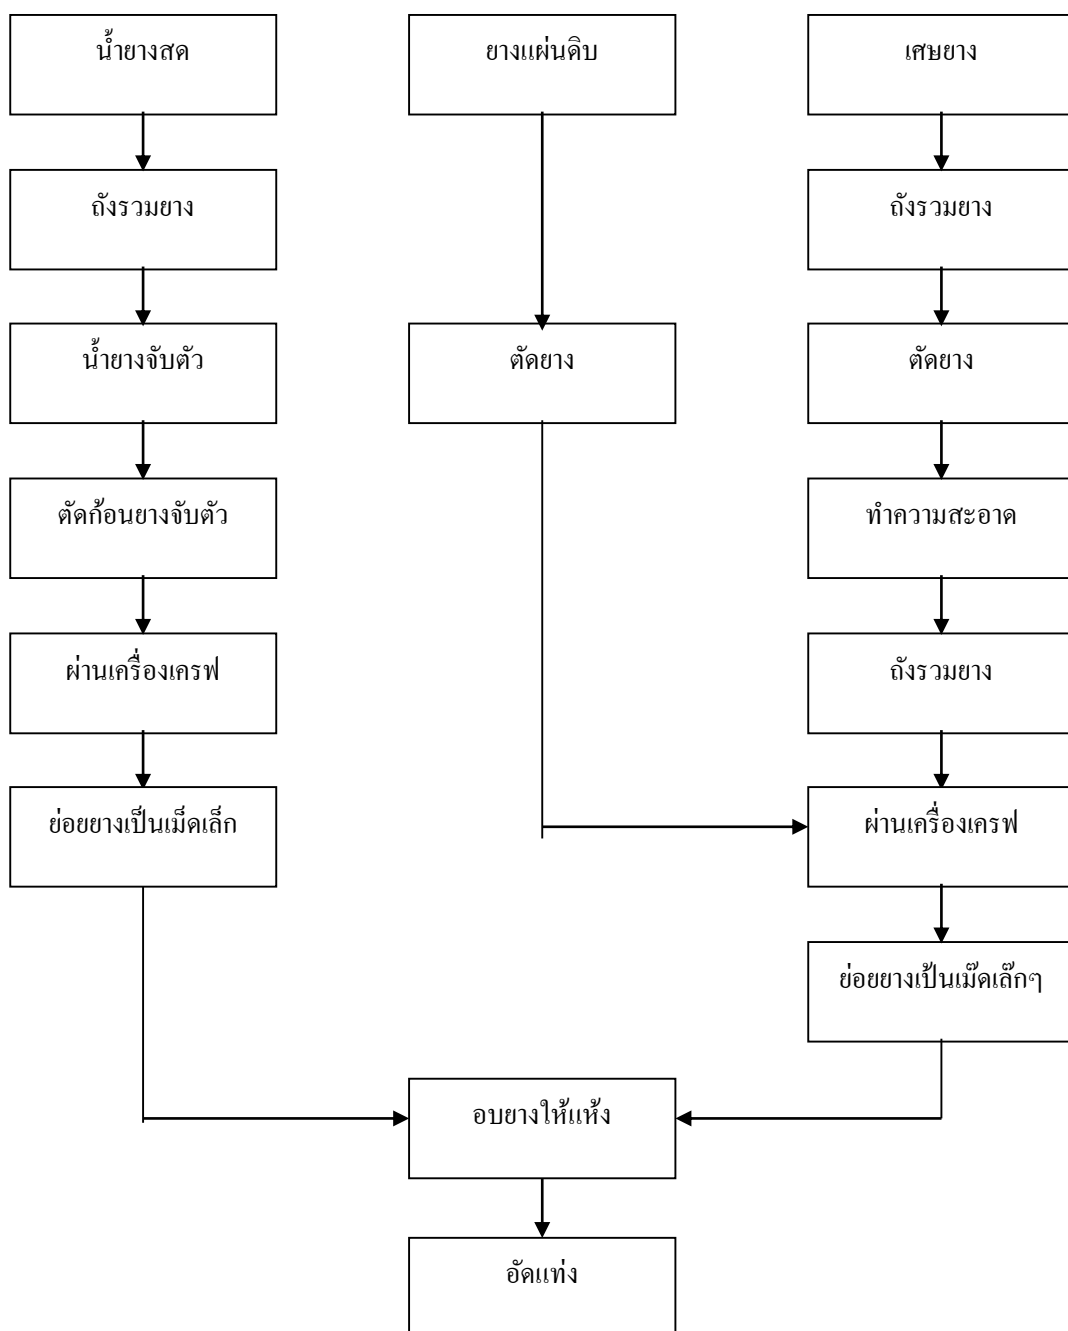 น้ำยางสด
ยางแผ่นดิบ
เศษยาง
ถังรวมยาง
ถังรวมยาง
น้ำยางจับตัว
ตัดยาง
ตัดยาง
ตัดก้อนยางจับตัว
ทำความสะอาด
ผ่านเครื่องเครฟ
ถังรวมยาง
ย่อยยางเป็นเม็ดเล็ก
ผ่านเครื่องเครฟ
ย่อยยางเป้นเม๊ดเล๊กๆ
อบยางให้แห้ง
อัดแท่ง